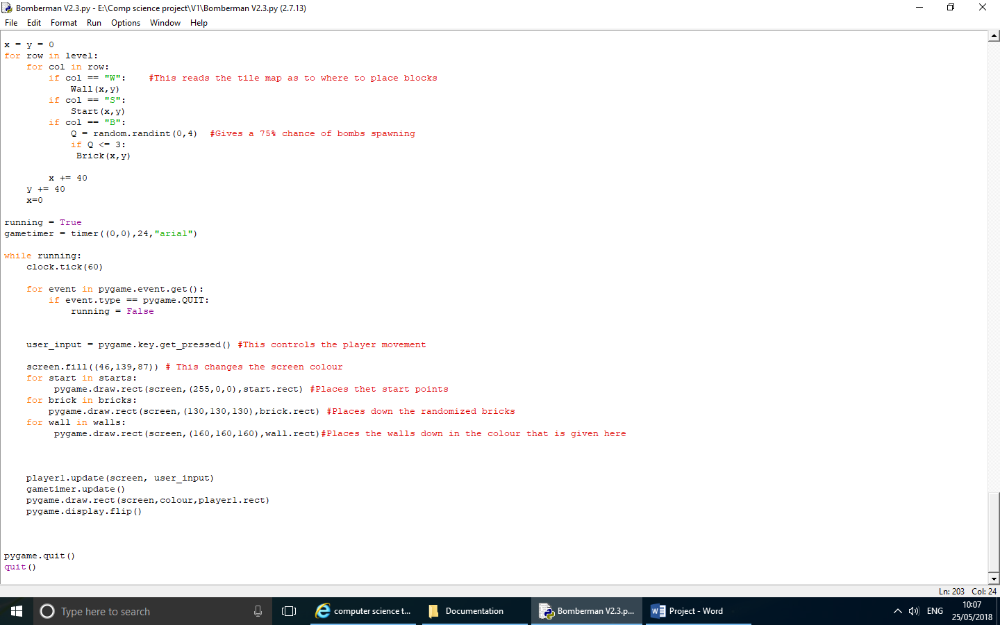 Bomberman V2.3.py - E:\Comp science project\V1\Bomberman V2.3.py (2.7.13)
File Edit Format Run Options Window Help
x = y = 0
for row in level:
    for col in row:
        if col == "W":    #This reads the tile map as to where to place blocks
            Wall(x,y)
        if col == "S":
            Start(x,y)
        if col == "B":
            Q = random.randint(0,4)  #Gives a 75% chance of bombs spawning
            if Q <= 3:
             Brick(x,y)
        x += 40
    y += 40
    x=0
running = True
gametimer = timer((0,0),24,"arial")
while running:
    clock.tick(60)
    for event in pygame.event.get():
        if event.type == pygame.QUIT:
            running = False
    user_input = pygame.key.get_pressed() #This controls the player movement
    screen.fill((46,139,87)) # This changes the screen colour
    for start in starts:
         pygame.draw.rect(screen,(255,0,0),start.rect) #Places thet start points
    for brick in bricks:
        pygame.draw.rect(screen,(130,130,130),brick.rect) #Places down the randomized bricks
    for wall in walls:
         pygame.draw.rect(screen,(160,160,160),wall.rect)#Places the walls down in the colour that is given here
    player1.update(screen, user_input)
    gametimer.update()
    pygame.draw.rect(screen,colour,player1.rect)
    pygame.display.flip()
pygame.quit()
quit()
Ln: 203 Col: 24
Type here to search
computer science t...
Documentation
Bomberman V2.3.p...
Project - Word
ENG
10:07
25/05/2018